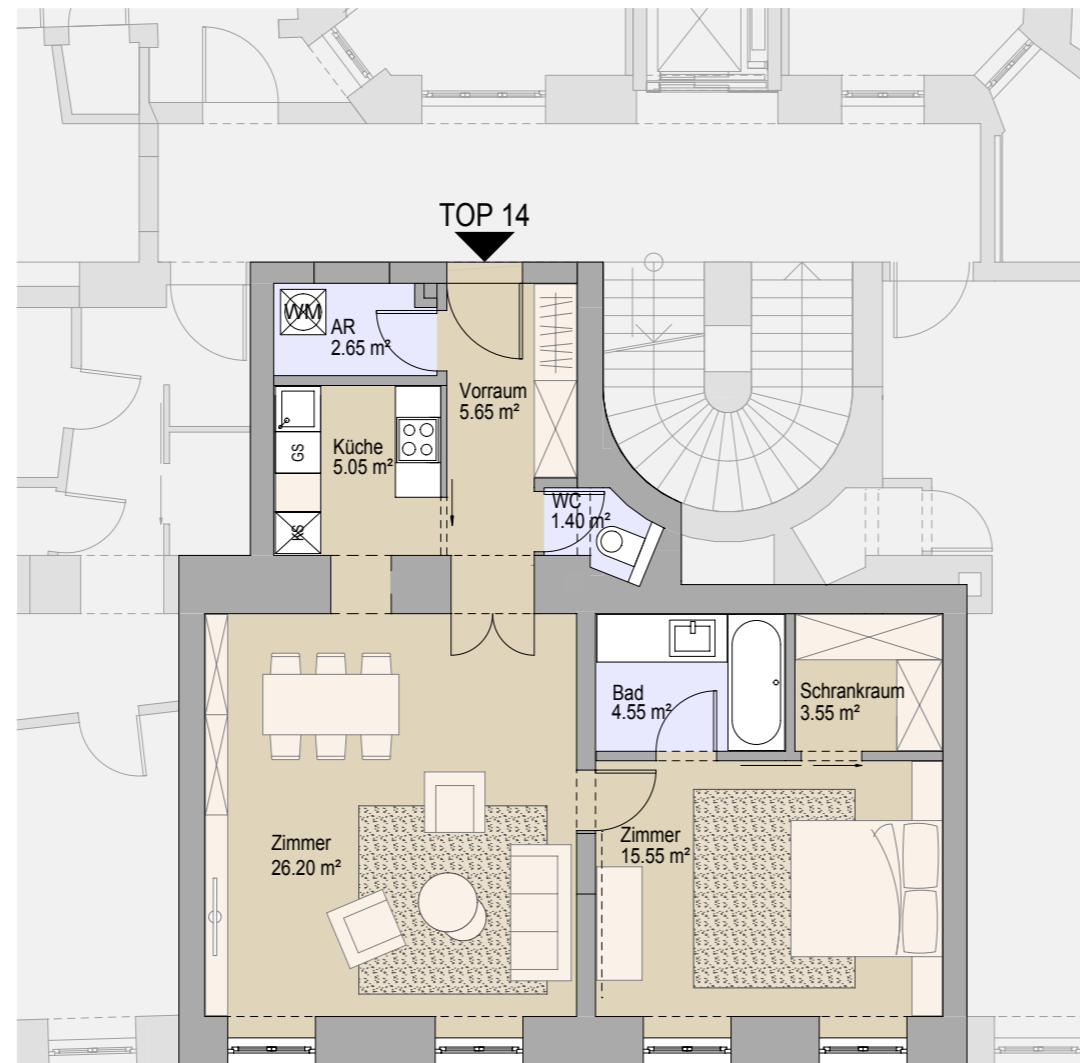 TOP 14
WM
AR
2.65 m²
Vorraum
5.65 m²
Küche
5.05 m²
GS
KS
WC
1.40 m²
Bad
4.55 m²
Schrankraum
3.55 m²
Zimmer
26.20 m²
Zimmer
15.55 m²